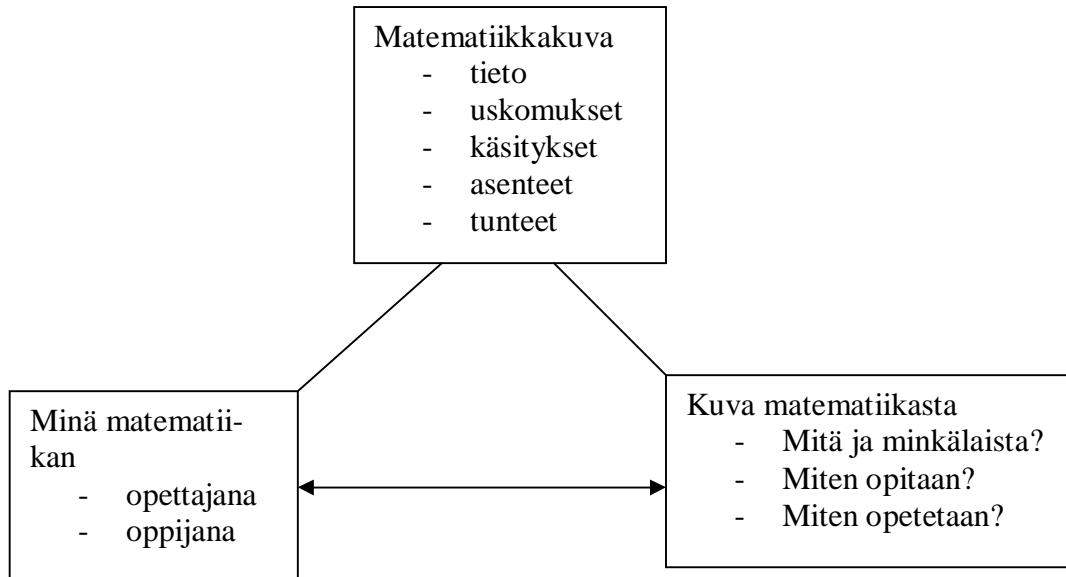 Matematiikkakuva
- tieto
- uskomukset
- käsitykset
- asenteet
- tunteet
Minä matematii-
kan
- opettajana
- oppijana
Kuva matematiikasta
- Mitä ja minkälaista?
- Miten opitaan?
- Miten opetetaan?